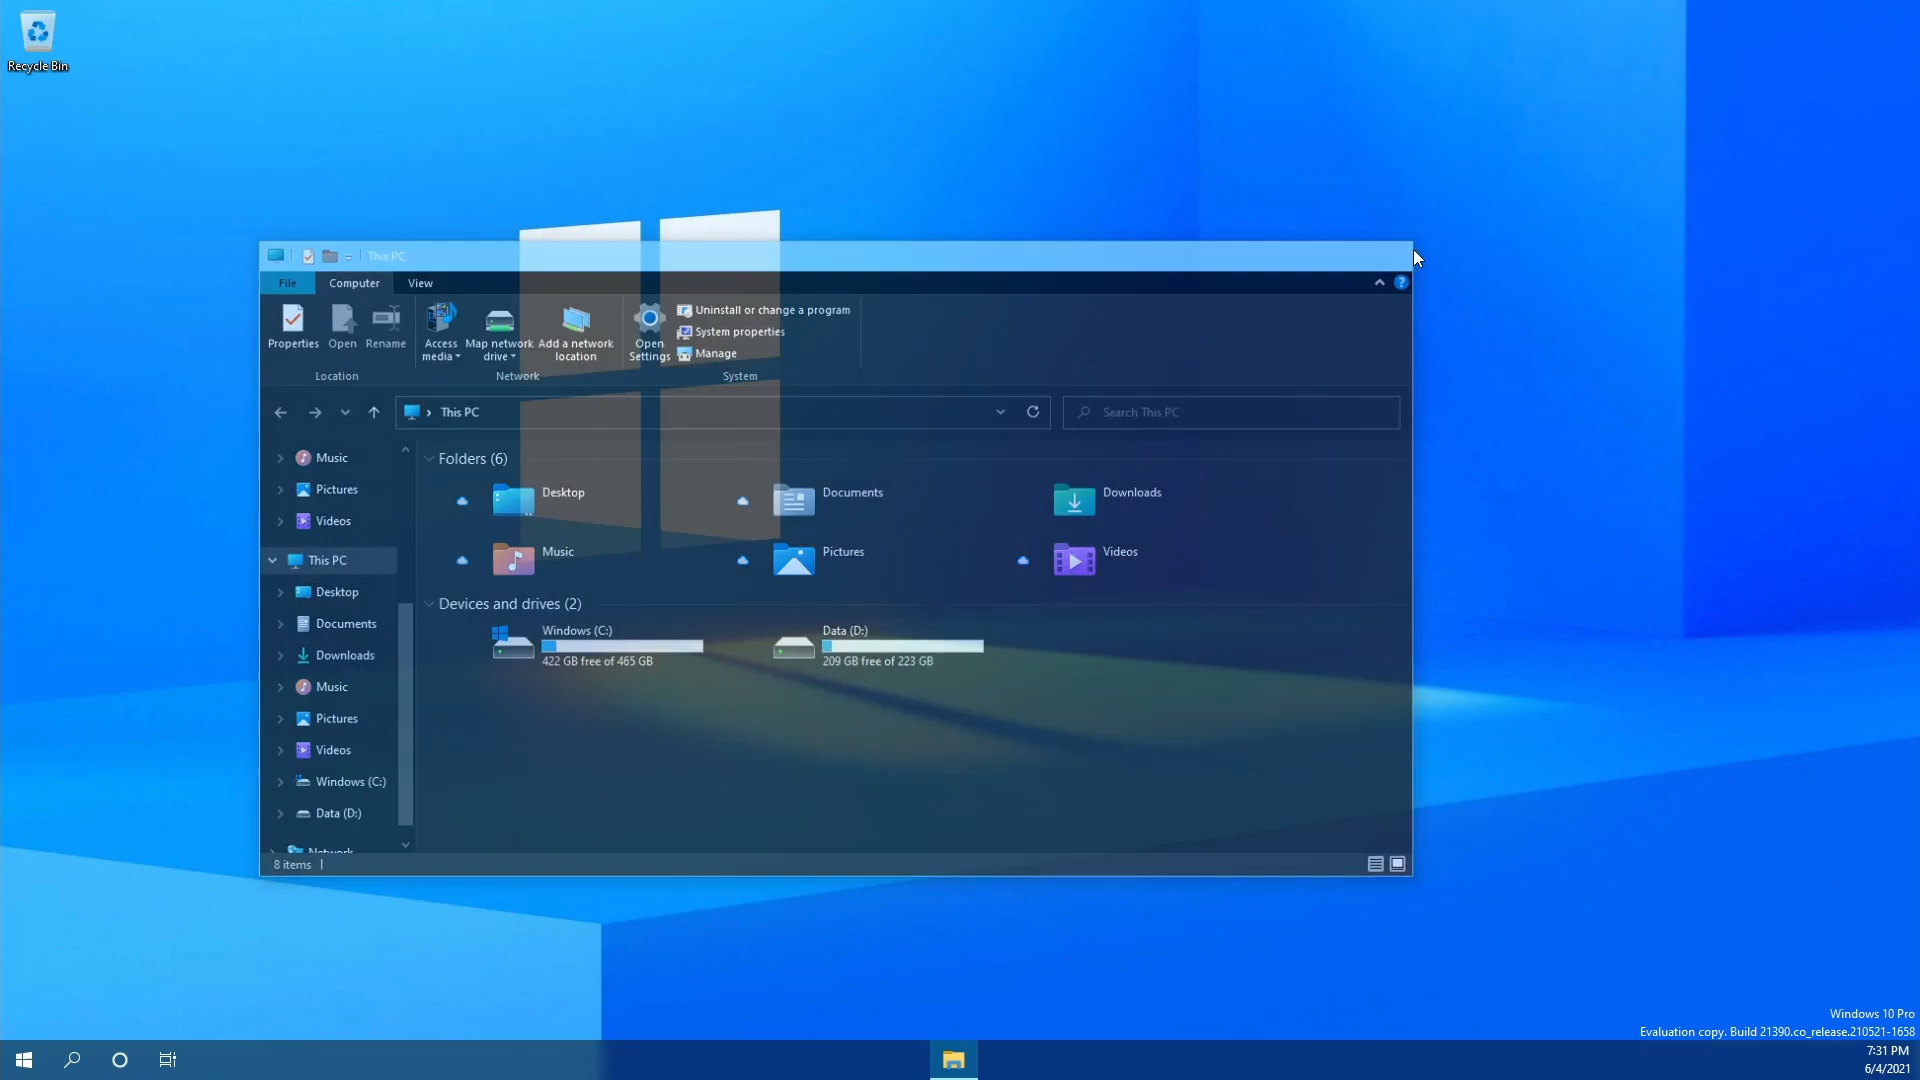 Recycle Bin
This PC
File Computer View
Properties Open Rename
Access media
Map network drive
Add a network location
Open Settings
Uninstall or change a program
System properties
Manage
Location Network System
This PC
Search This PC
Music
Pictures
Videos
This PC
Desktop
Documents
Downloads
Music
Pictures
Videos
Windows (C:)
Data (D:)
Network
Folders (6)
Desktop
Documents
Downloads
Music
Pictures
Videos
Devices and drives (2)
Windows (C:)
422 GB free of 465 GB
Data (D:)
209 GB free of 223 GB
8 items
Windows 10 Pro
Evaluation copy. Build 21390.co_release.210521-1658
7:31 PM
6/4/2021